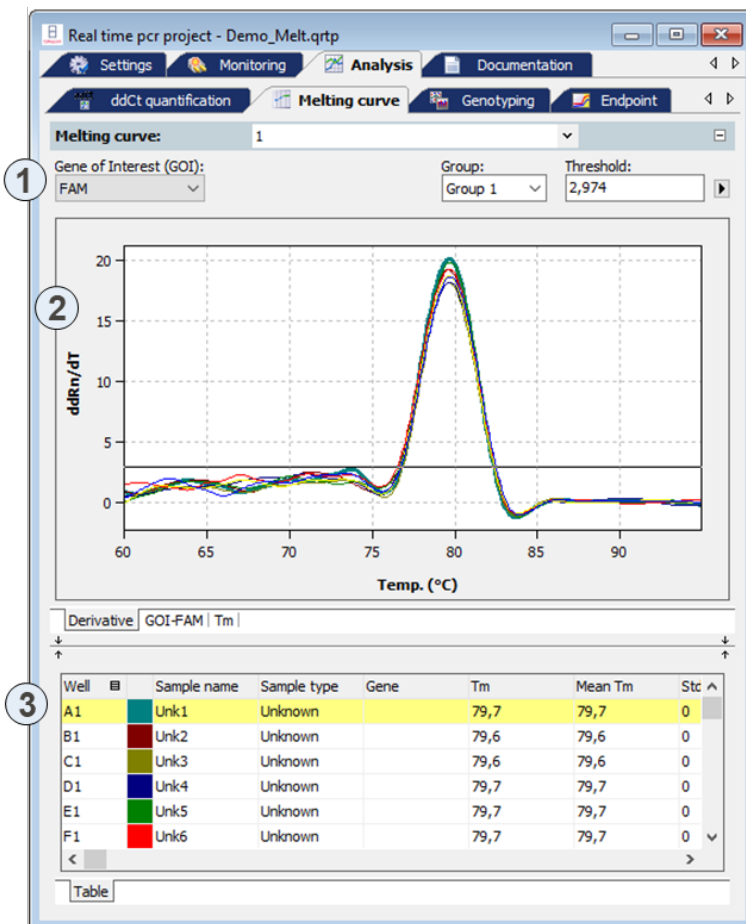 Real time pcr project - Demo_Melt.qrtp
Settings Monitoring Analysis Documentation
ddCt quantification Melting curve Genotyping Endpoint
Melting curve: 1
Gene of Interest (GOI): Group: Threshold:
1 FAM Group 1 2,974
2
20
15
10
5
0
ddRn/dT
60 65 70 75 80 85 90
Temp. (°C)
Derivative GOI-FAM Tm
3
Well Sample name Sample type Gene Tm Mean Tm Std
A1 Unk1 Unknown 79,7 79,7 0
B1 Unk2 Unknown 79,6 79,6 0
C1 Unk3 Unknown 79,6 79,6 0
D1 Unk4 Unknown 79,7 79,7 0
E1 Unk5 Unknown 79,7 79,7 0
F1 Unk6 Unknown 79,7 79,7 0
Table